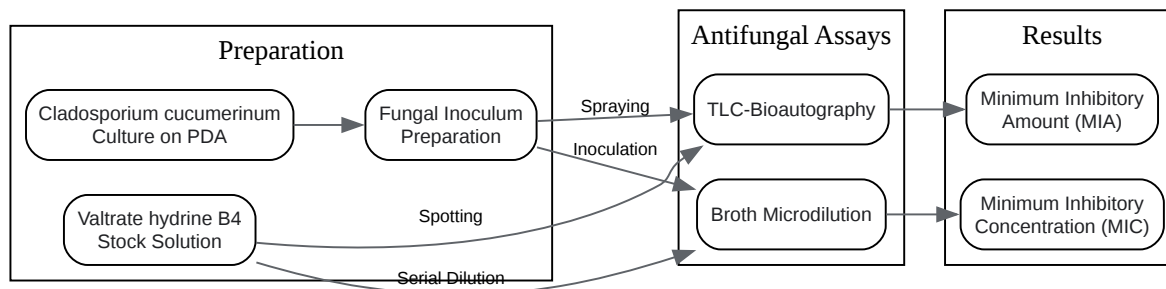 Preparation
Cladosporium cucumerinum
Culture on PDA
Fungal Inoculum
Preparation
Valtrate hydrine B4
Stock Solution
Spraying
Inoculation
Spotting
Serial Dilution
Antifungal Assays
TLC-Bioautography
Broth Microdilution
Results
Minimum Inhibitory
Amount (MIA)
Minimum Inhibitory
Concentration (MIC)